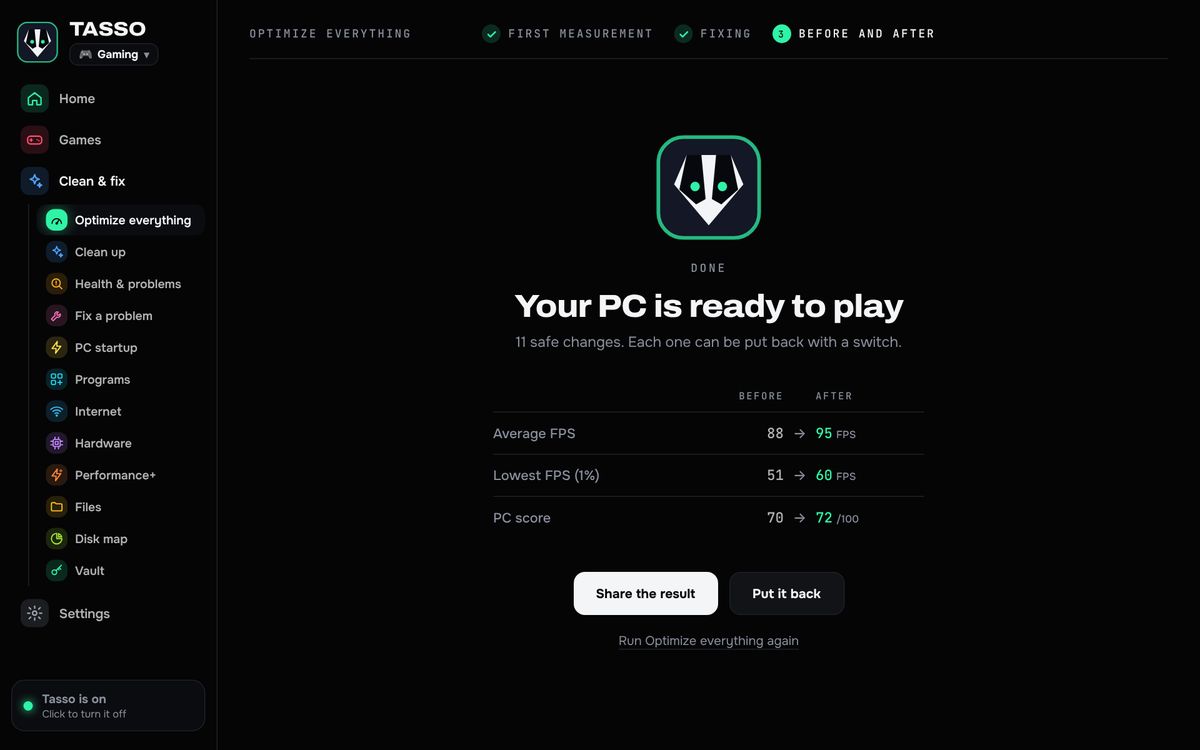 TASSO
🎮 Gaming ▾
Home
Games
Clean & fix
Optimize everything
Clean up
Health & problems
Fix a problem
PC startup
Programs
Internet
Hardware
Performance+
Files
Disk map
Vault
Settings
Tasso is on
Click to turn it off
OPTIMIZE EVERYTHING
FIRST MEASUREMENT
FIXING
3 BEFORE AND AFTER
DONE
Your PC is ready to play
11 safe changes. Each one can be put back with a switch.
BEFORE AFTER
Average FPS 88 → 95 FPS
Lowest FPS (1%) 51 → 60 FPS
PC score 70 → 72 /100
Share the result
Put it back
Run Optimize everything again